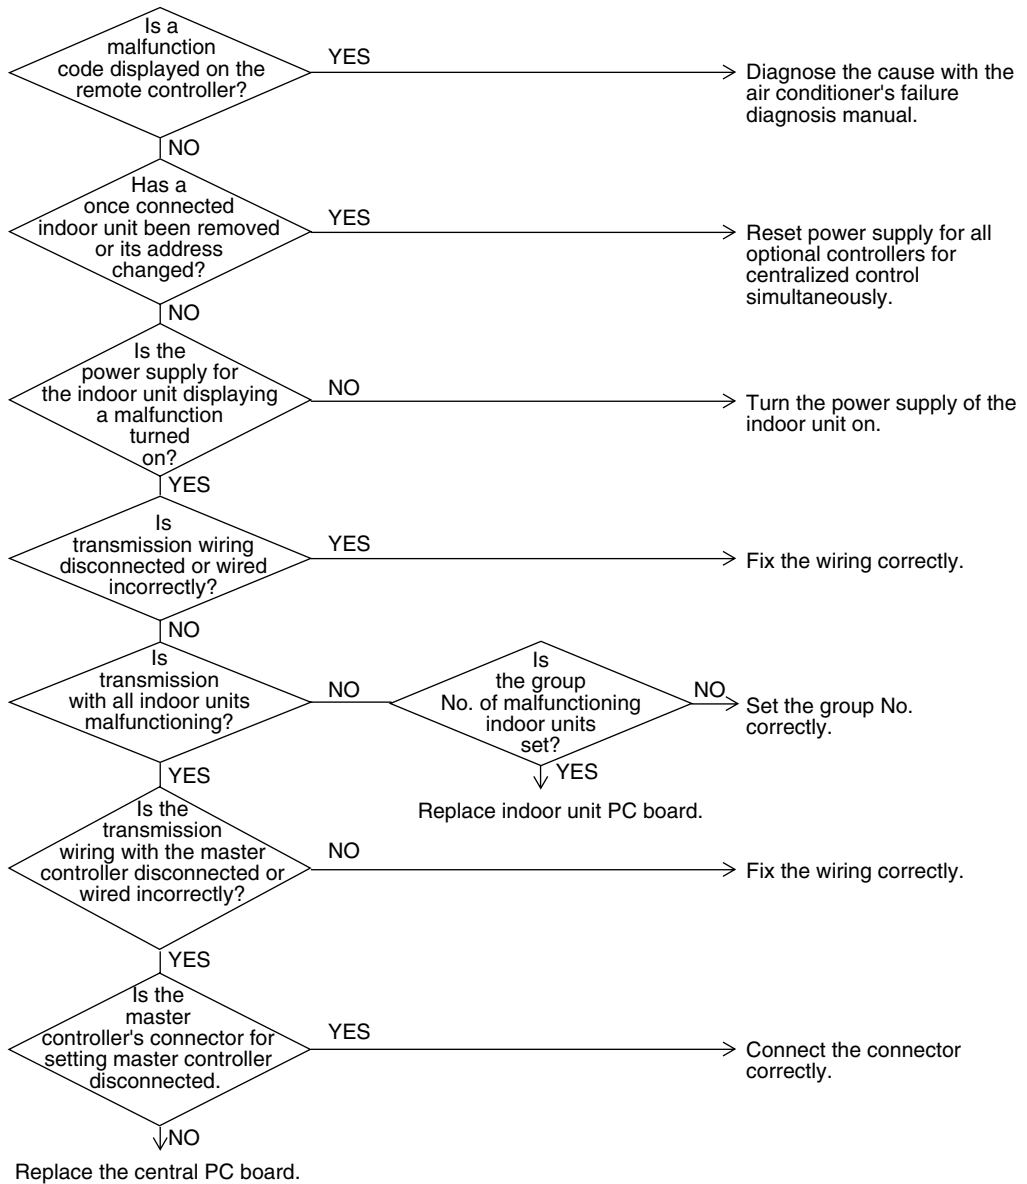 Is a
malfunction
code displayed on the
remote controller?
YES
Diagnose the cause with the
air conditioner's failure
diagnosis manual.
NO
Has a
once connected
indoor unit been removed
or its address
changed?
YES
Reset power supply for all
optional controllers for
centralized control
simultaneously.
NO
Is the
power supply for
the indoor unit displaying
a malfunction
turned
on?
NO
Turn the power supply of the
indoor unit on.
YES
Is
transmission wiring
disconnected or wired
incorrectly?
YES
Fix the wiring correctly.
NO
Is
transmission
with all indoor units
malfunctioning?
NO
Is
the group
No. of malfunctioning
indoor units
set?
NO
Set the group No.
correctly.
YES
Replace indoor unit PC board.
YES
Is the
transmission
wiring with the master
controller disconnected or
wired incorrectly?
NO
Fix the wiring correctly.
YES
Is the
master
controller's connector for
setting master controller
disconnected.
YES
Connect the connector
correctly.
NO
Replace the central PC board.